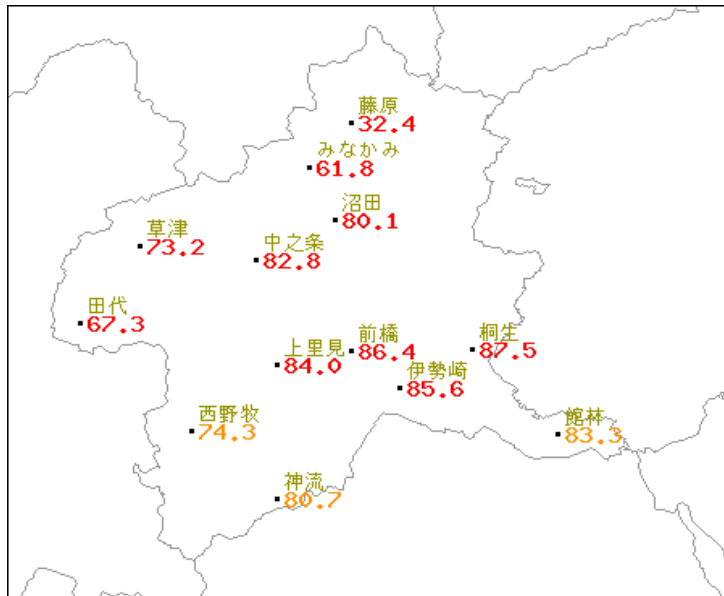 藤原
32.4
みなかみ
61.8
沼田
80.1
草津
73.2
中之条
82.8
田代
67.3
前橋
86.4
桐生
87.5
上里見
84.0
伊勢崎
85.6
西野牧
74.3
館林
83.3
神流
80.7